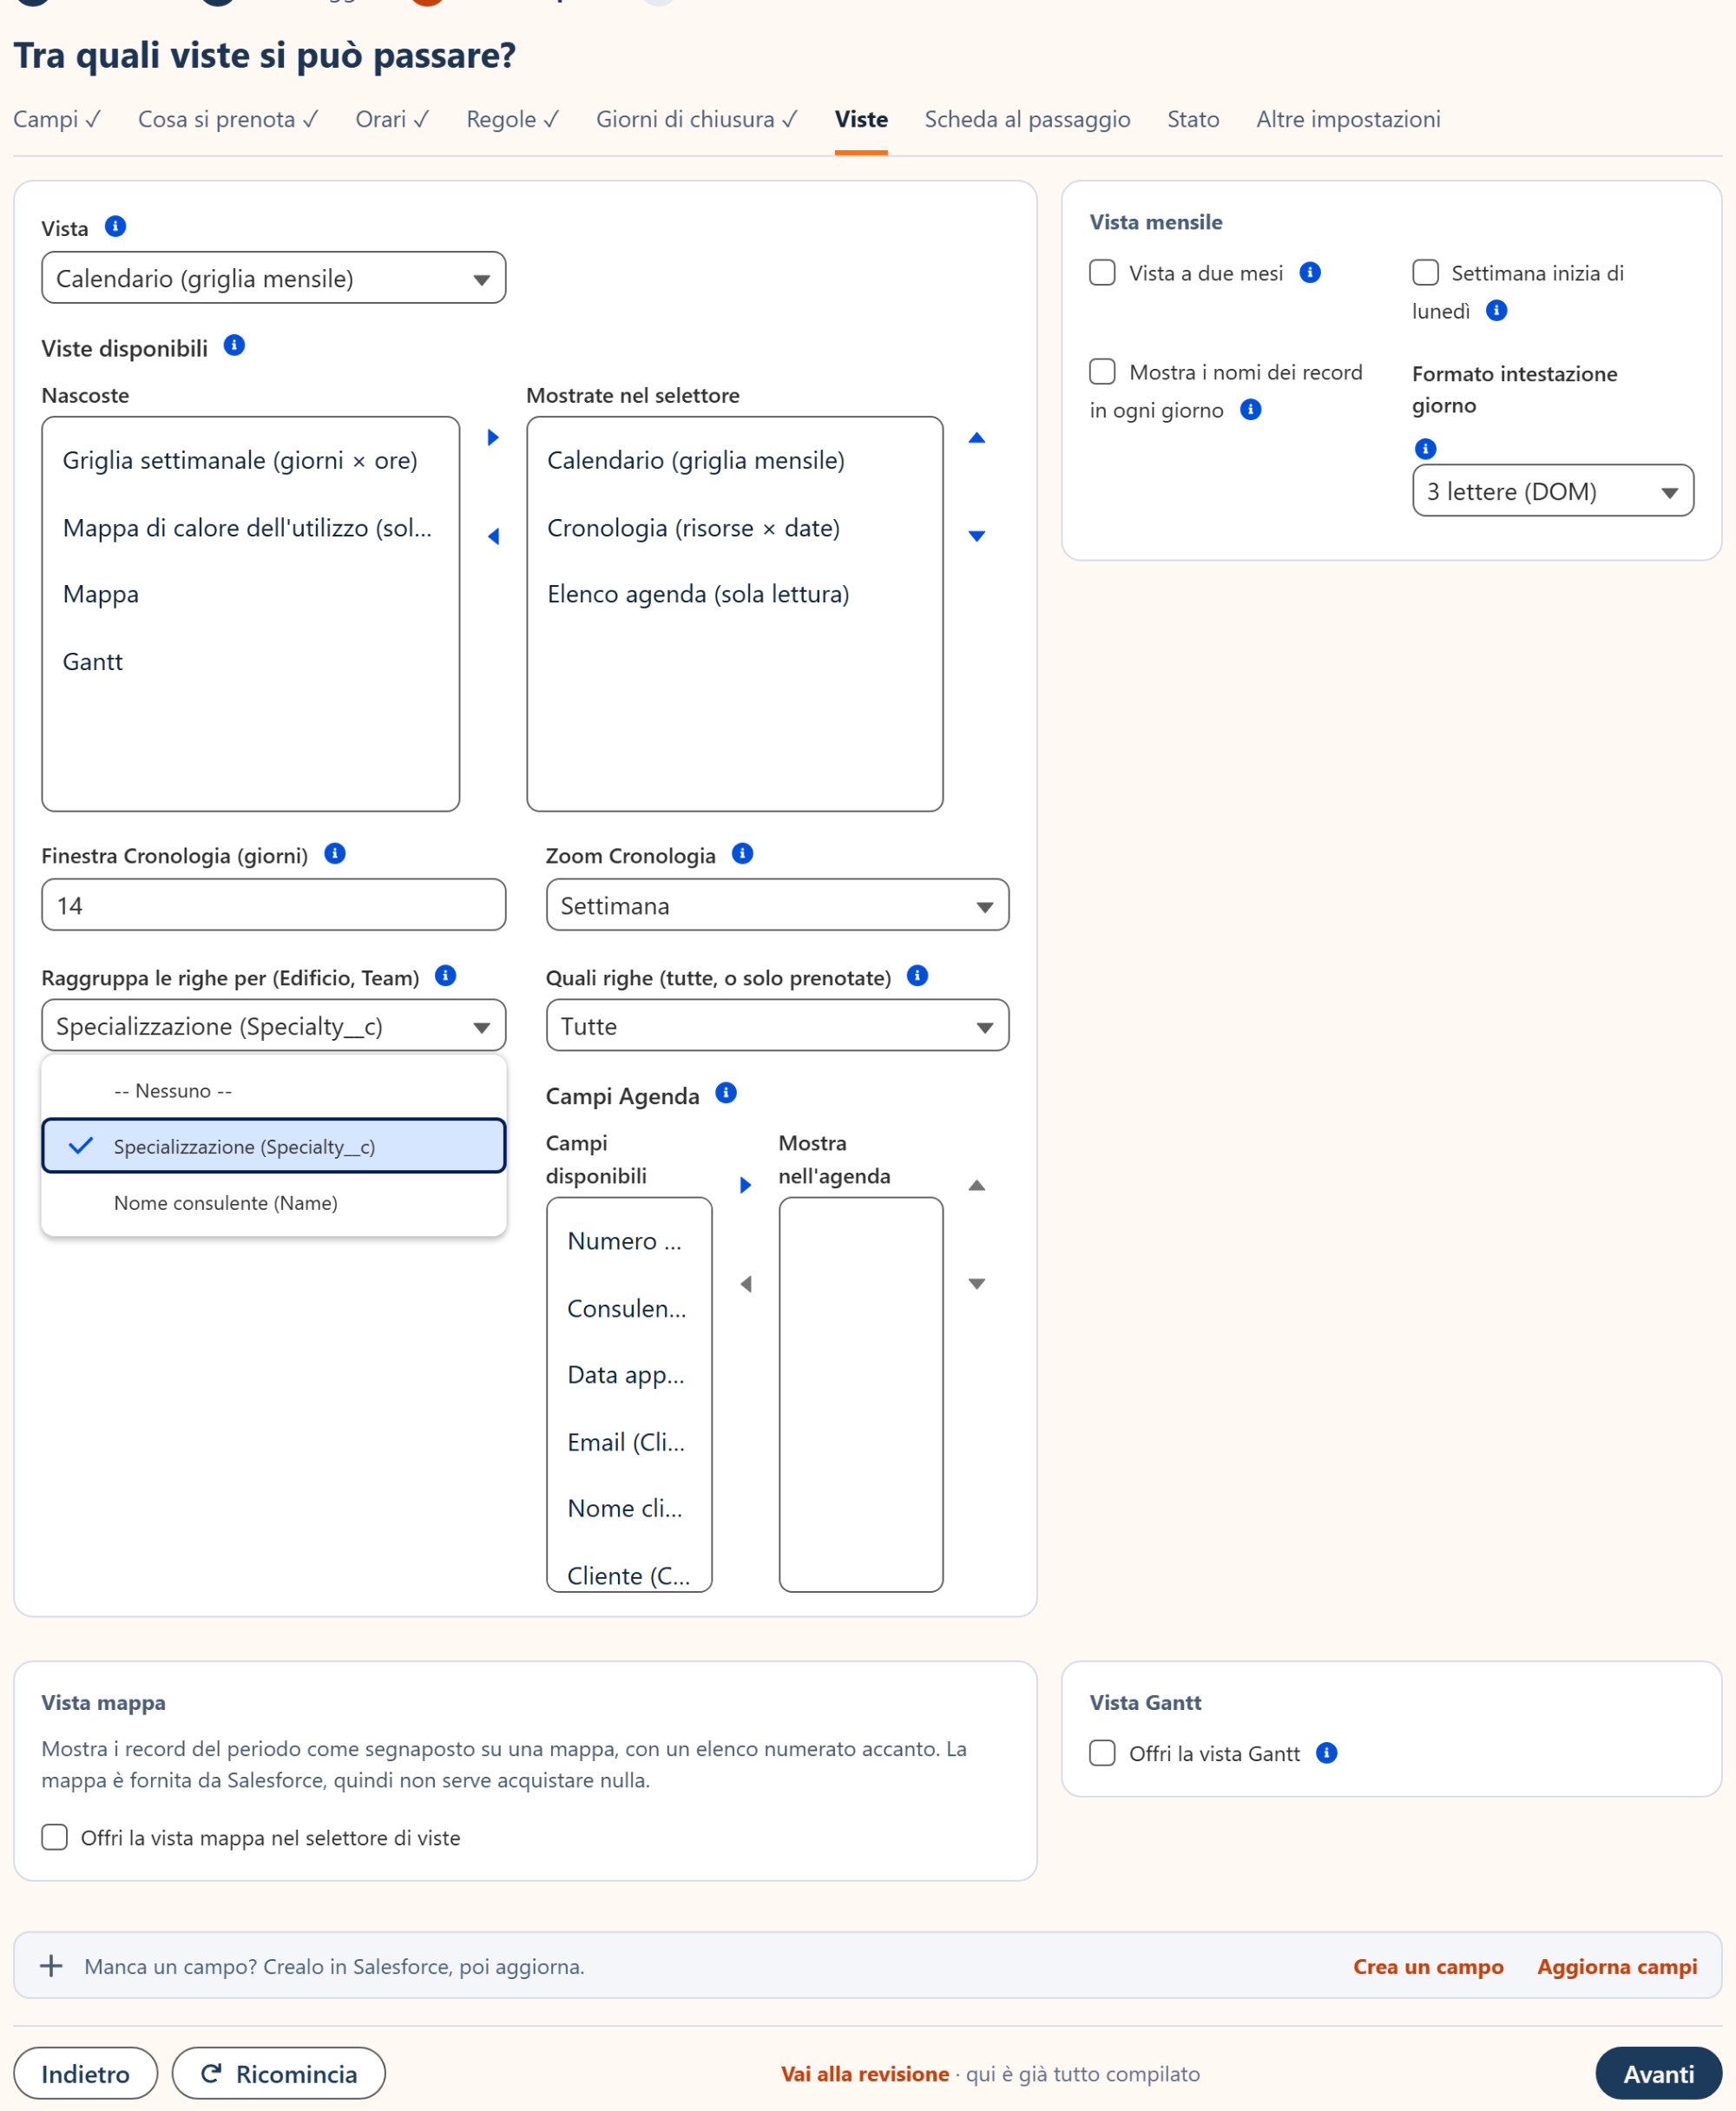 Tra quali viste si può passare?
Campi ✓ Cosa si prenota ✓ Orari ✓ Regole ✓ Giorni di chiusura ✓ Viste Scheda al passaggio Stato Altre impostazioni
Vista
Calendario (griglia mensile)
Viste disponibili
Nascoste
Griglia settimanale (giorni × ore)
Mappa di calore dell'utilizzo (sol...
Mappa
Gantt
Mostrate nel selettore
Calendario (griglia mensile)
Cronologia (risorse × date)
Elenco agenda (sola lettura)
Finestra Cronologia (giorni)
14
Zoom Cronologia
Settimana
Raggruppa le righe per (Edificio, Team)
Specializzazione (Specialty__c)
-- Nessuno --
Specializzazione (Specialty__c)
Nome consulente (Name)
Quali righe (tutte, o solo prenotate)
Tutte
Campi Agenda
Campi
disponibili
Numero ...
Consulen...
Data app...
Email (Cli...
Nome cli...
Cliente (C...
Mostra
nell'agenda
Vista mensile
Vista a due mesi
Settimana inizia di
lunedì
Mostra i nomi dei record
in ogni giorno
Formato intestazione
giorno
3 lettere (DOM)
Vista mappa
Mostra i record del periodo come segnaposto su una mappa, con un elenco numerato accanto. La
mappa è fornita da Salesforce, quindi non serve acquistare nulla.
Offri la vista mappa nel selettore di viste
Vista Gantt
Offri la vista Gantt
Manca un campo? Crealo in Salesforce, poi aggiorna.
Crea un campo Aggiorna campi
Indietro Ricomincia Vai alla revisione · qui è già tutto compilato Avanti